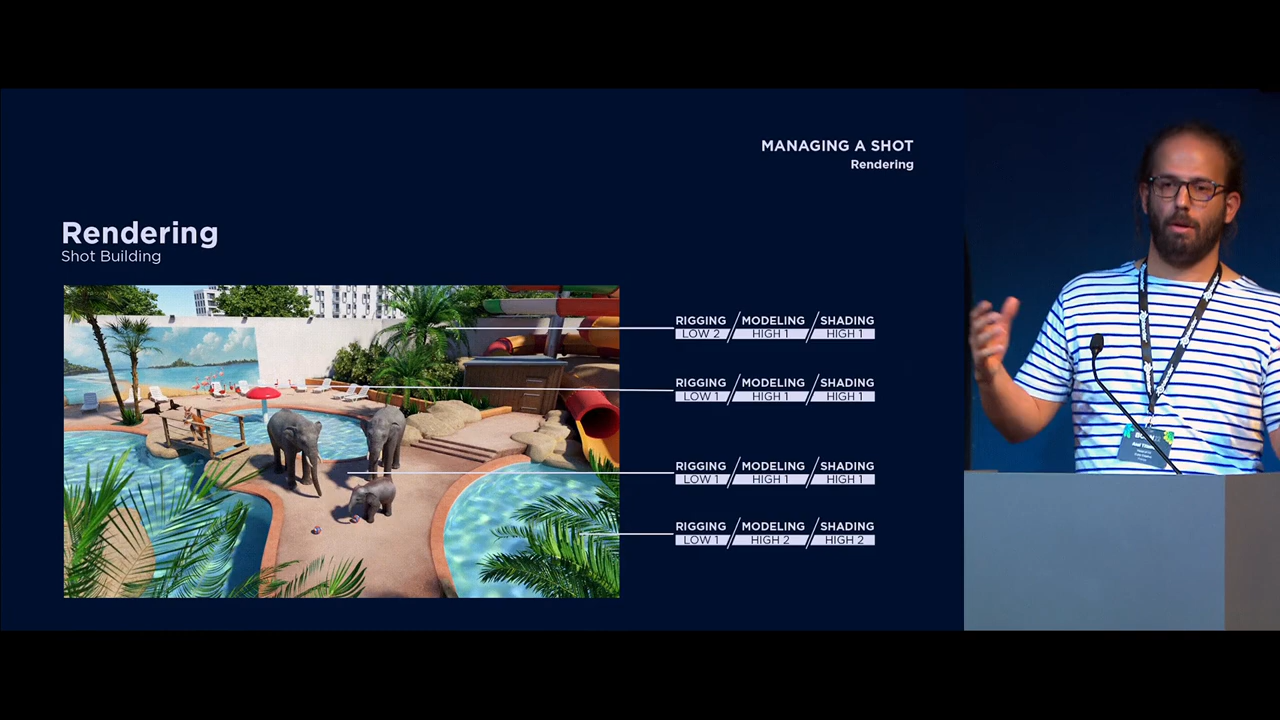 MANAGING A SHOT
Rendering
Rendering
Shot Building
RIGGING / MODELING / SHADING
LOW 2 HIGH 1 HIGH 1
RIGGING / MODELING / SHADING
LOW 1 HIGH 1 HIGH 1
RIGGING / MODELING / SHADING
LOW 1 HIGH 1 HIGH 1
RIGGING / MODELING / SHADING
LOW 1 HIGH 2 HIGH 2